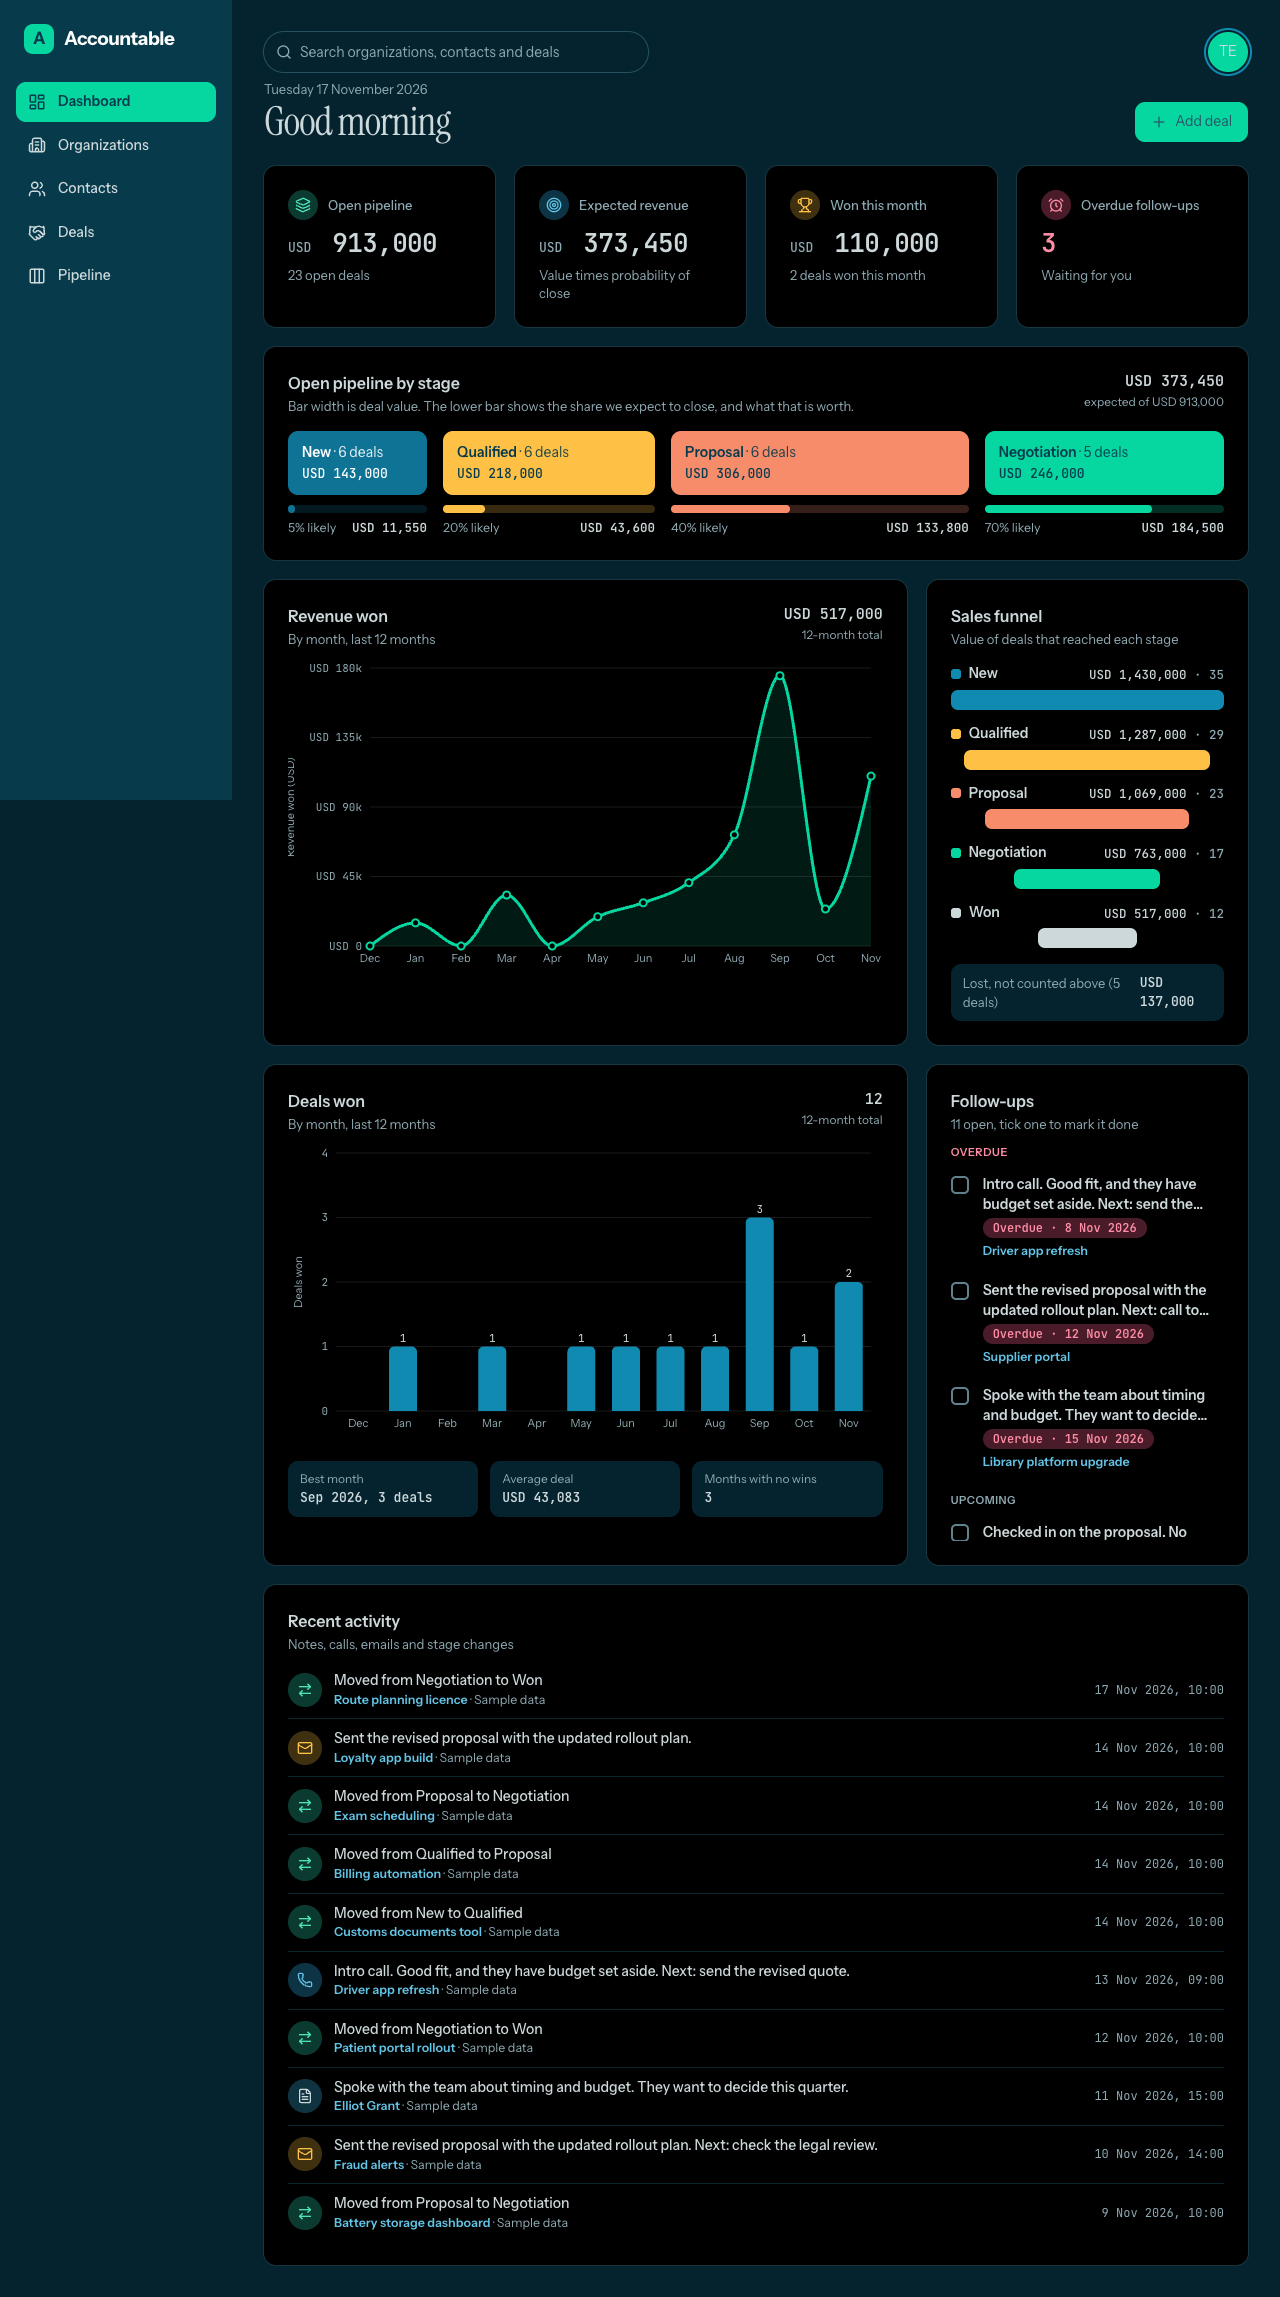 A Accountable
Dashboard
Organizations
Contacts
Deals
Pipeline
Search organizations, contacts and deals
TE
Tuesday 17 November 2026
Good morning
Add deal
Open pipeline
USD 913,000
23 open deals
Expected revenue
USD 373,450
Value times probability of
close
Won this month
USD 110,000
2 deals won this month
Overdue follow-ups
3
Waiting for you
Open pipeline by stage
Bar width is deal value. The lower bar shows the share we expect to close, and what that is worth.
USD 373,450
expected of USD 913,000
New · 6 deals
USD 143,000
5% likely USD 11,550
Qualified · 6 deals
USD 218,000
20% likely USD 43,600
Proposal · 6 deals
USD 306,000
40% likely USD 133,800
Negotiation · 5 deals
USD 246,000
70% likely USD 184,500
Revenue won
By month, last 12 months
USD 517,000
12-month total
Revenue won (USD)
USD 180k
USD 135k
USD 90k
USD 45k
USD 0
Dec Jan Feb Mar Apr May Jun Jul Aug Sep Oct Nov
Sales funnel
Value of deals that reached each stage
New USD 1,430,000 · 35
Qualified USD 1,287,000 · 29
Proposal USD 1,069,000 · 23
Negotiation USD 763,000 · 17
Won USD 517,000 · 12
Lost, not counted above (5
deals)
USD
137,000
Deals won
By month, last 12 months
12
12-month total
Deals won
4
3
2
1
0
1 1 1 1 1 1 3 1 2
Dec Jan Feb Mar Apr May Jun Jul Aug Sep Oct Nov
Best month
Sep 2026, 3 deals
Average deal
USD 43,083
Months with no wins
3
Follow-ups
11 open, tick one to mark it done
OVERDUE
Intro call. Good fit, and they have
budget set aside. Next: send the...
Overdue · 8 Nov 2026
Driver app refresh
Sent the revised proposal with the
updated rollout plan. Next: call to...
Overdue · 12 Nov 2026
Supplier portal
Spoke with the team about timing
and budget. They want to decide...
Overdue · 15 Nov 2026
Library platform upgrade
UPCOMING
Checked in on the proposal. No
Recent activity
Notes, calls, emails and stage changes
Moved from Negotiation to Won
Route planning licence · Sample data
17 Nov 2026, 10:00
Sent the revised proposal with the updated rollout plan.
Loyalty app build · Sample data
14 Nov 2026, 10:00
Moved from Proposal to Negotiation
Exam scheduling · Sample data
14 Nov 2026, 10:00
Moved from Qualified to Proposal
Billing automation · Sample data
14 Nov 2026, 10:00
Moved from New to Qualified
Customs documents tool · Sample data
14 Nov 2026, 10:00
Intro call. Good fit, and they have budget set aside. Next: send the revised quote.
Driver app refresh · Sample data
13 Nov 2026, 09:00
Moved from Negotiation to Won
Patient portal rollout · Sample data
12 Nov 2026, 10:00
Spoke with the team about timing and budget. They want to decide this quarter.
Elliot Grant · Sample data
11 Nov 2026, 15:00
Sent the revised proposal with the updated rollout plan. Next: check the legal review.
Fraud alerts · Sample data
10 Nov 2026, 14:00
Moved from Proposal to Negotiation
Battery storage dashboard · Sample data
9 Nov 2026, 10:00